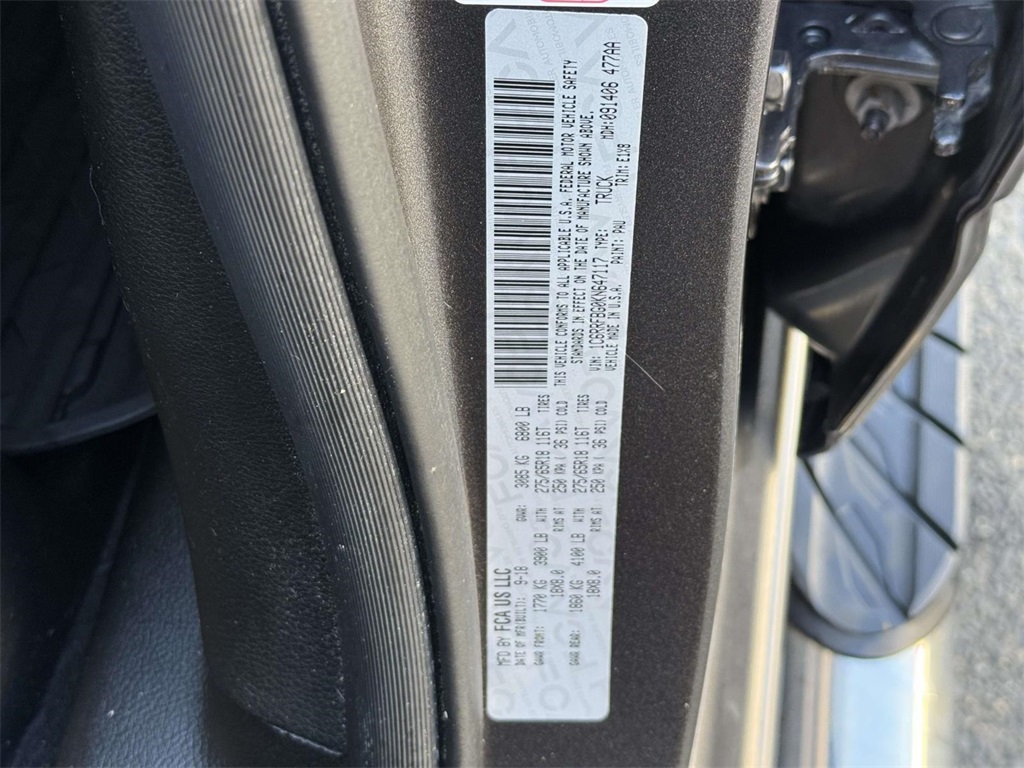 MFD BY FCA US LLC
DATE OF MFR(BUILT): 9-18 GVWR: 3085 KG 6800 LB
GAWR FRONT: 1770 KG 3900 LB WITH 275/65R18 116T TIRES
18X8.0 RIMS AT 250 KPA ( 36 PSI) COLD
GAWR REAR: 1860 KG 4100 LB WITH 275/65R18 116T TIRES
18X8.0 RIMS AT 250 KPA ( 36 PSI) COLD
THIS VEHICLE CONFORMS TO ALL APPLICABLE U.S.A. FEDERAL MOTOR VEHICLE SAFETY
STANDARDS IN EFFECT ON THE DATE OF MANUFACTURE SHOWN ABOVE.
VIN: 1C6RRFBG0KN647117 TYPE: TRUCK MDH:091406 477AA
VEHICLE MADE IN U.S.A. PAINT: PAU TRIM: E1X8